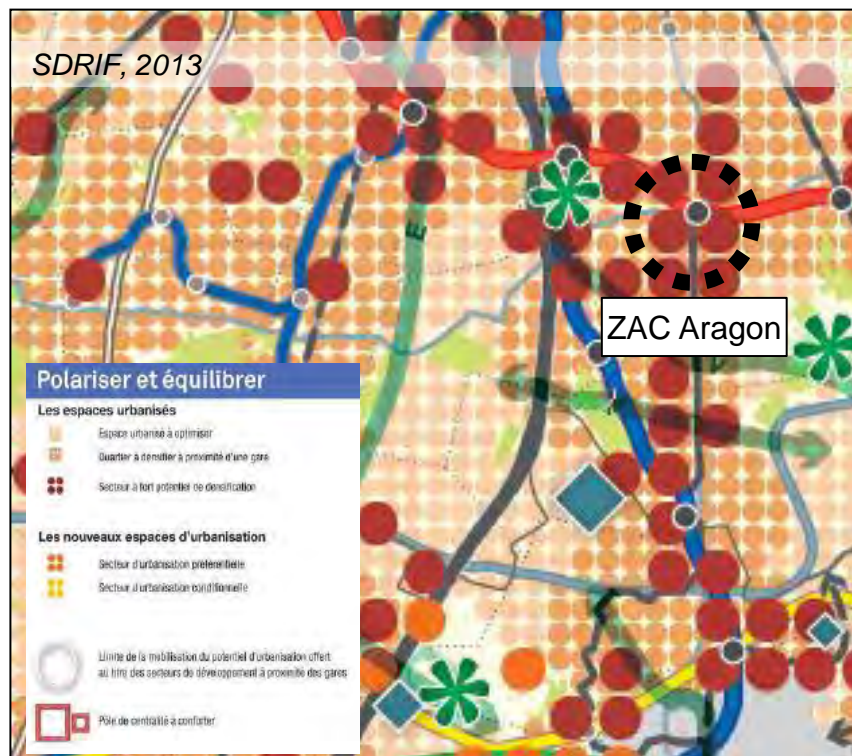 SDRIF, 2013
E
ZAC Aragon
Polariser et équilibrer
Les espaces urbanisés
Espace urbanisé à optimiser
Quartier à densifier à proximité d'une gare
Secteur à fort potentiel de densification
Les nouveaux espaces d'urbanisation
Secteur d'urbanisation préférentielle
Secteur d'urbanisation conditionnelle
Limite de la mobilisation du potentiel d'urbanisation offert
au titre des secteurs de développement à proximité des gares
Pôle de centralité à conforter